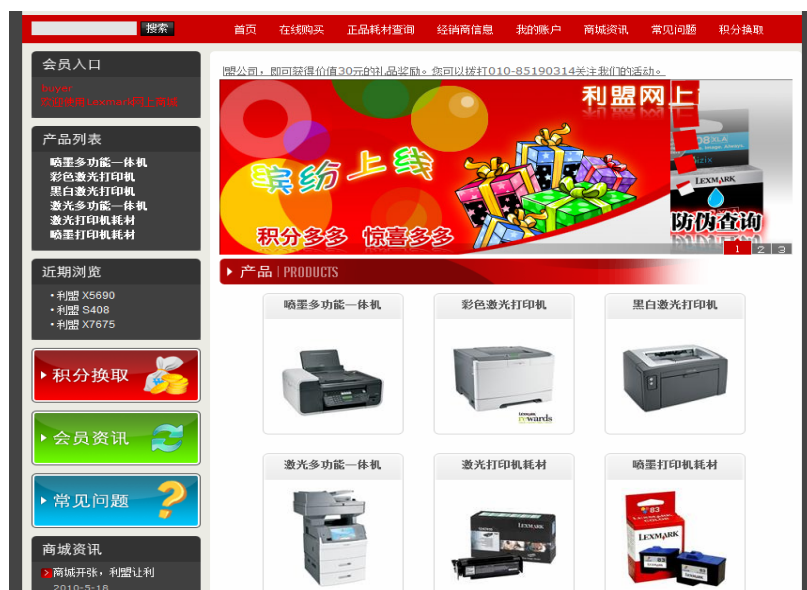 搜索
首页 在线购买 正品耗材查询 经销商信息 我的账户 商城资讯 常见问题 积分换取
会员入口
buyer
欢迎使用Lexmark网上商城
产品列表
喷墨多功能一体机
彩色激光打印机
黑白激光打印机
激光多功能一体机
激光打印机耗材
喷墨打印机耗材
近期浏览
·利盟 X5690
·利盟 S408
·利盟 X7675
积分换取
会员资讯
常见问题
商城资讯
商城开张，利盟让利
2010-5-18
盟公司，即可获得价值30元的礼品奖励。您可以拨打010-85190314关注我们的活动。
利盟网上
缤纷上线
积分多多 惊喜多多
LEXMARK
防伪查询
1 2 3
产品 | PRODUCTS
喷墨多功能一体机
彩色激光打印机
黑白激光打印机
rewards
激光多功能一体机
激光打印机耗材
喷墨打印机耗材
LEXMARK
83
LEXMARK
83